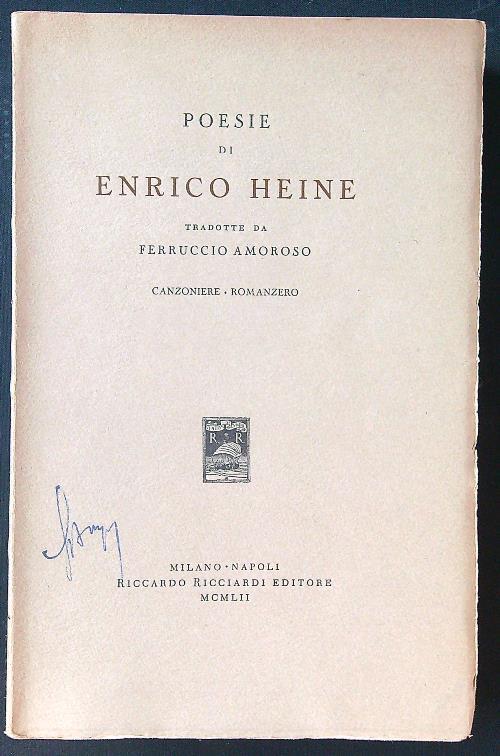 POESIE
DI
ENRICO HEINE
TRADOTTE DA
FERRUCCIO AMOROSO
CANZONIERE • ROMANZERO
R R
MILANO • NAPOLI
RICCARDO RICCIARDI EDITORE
MCMLII